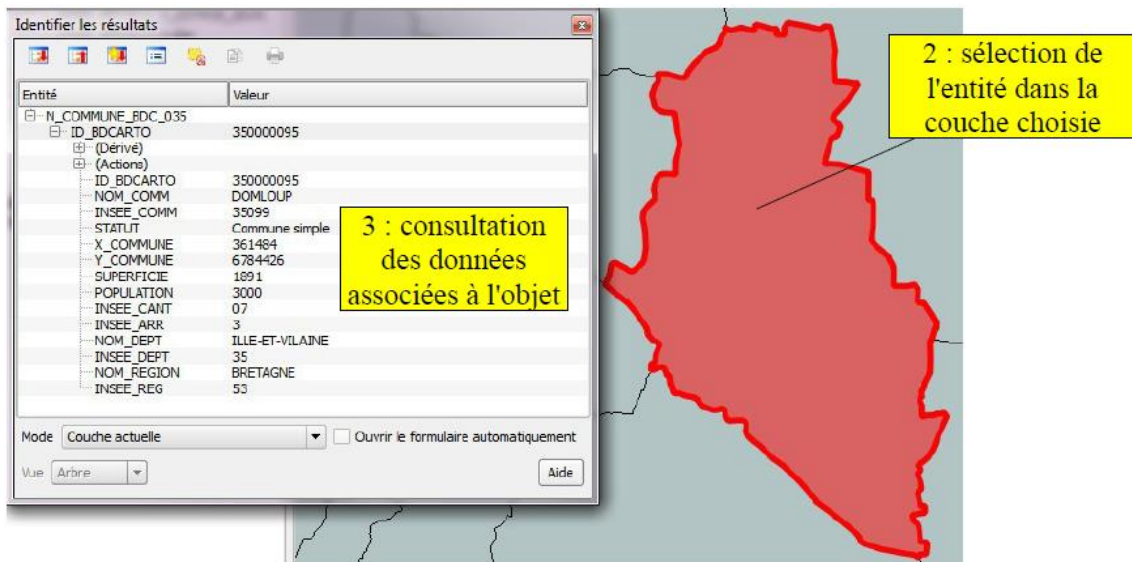 Identifier les résultats
Entité Valeur
N_COMMUNE_BDC_035
ID_BDCARTO 350000095
(Dérivé)
(Actions)
ID_BDCARTO 350000095
NOM_COMM DOMLOUP
INSEE_COMM 35099
STATUT Commune simple
X_COMMUNE 361484
Y_COMMUNE 6784426
SUPERFICIE 1891
POPULATION 3000
INSEE_CANT 07
INSEE_ARR 3
NOM_DEPT ILLE-ET-VILAINE
INSEE_DEPT 35
NOM_REGION BRETAGNE
INSEE_REG 53
Mode Couche actuelle Ouvrir le formulaire automatiquement
Vue Arbre Aide
3 : consultation
des données
associées à l'objet
2 : sélection de
l'entité dans la
couche choisie